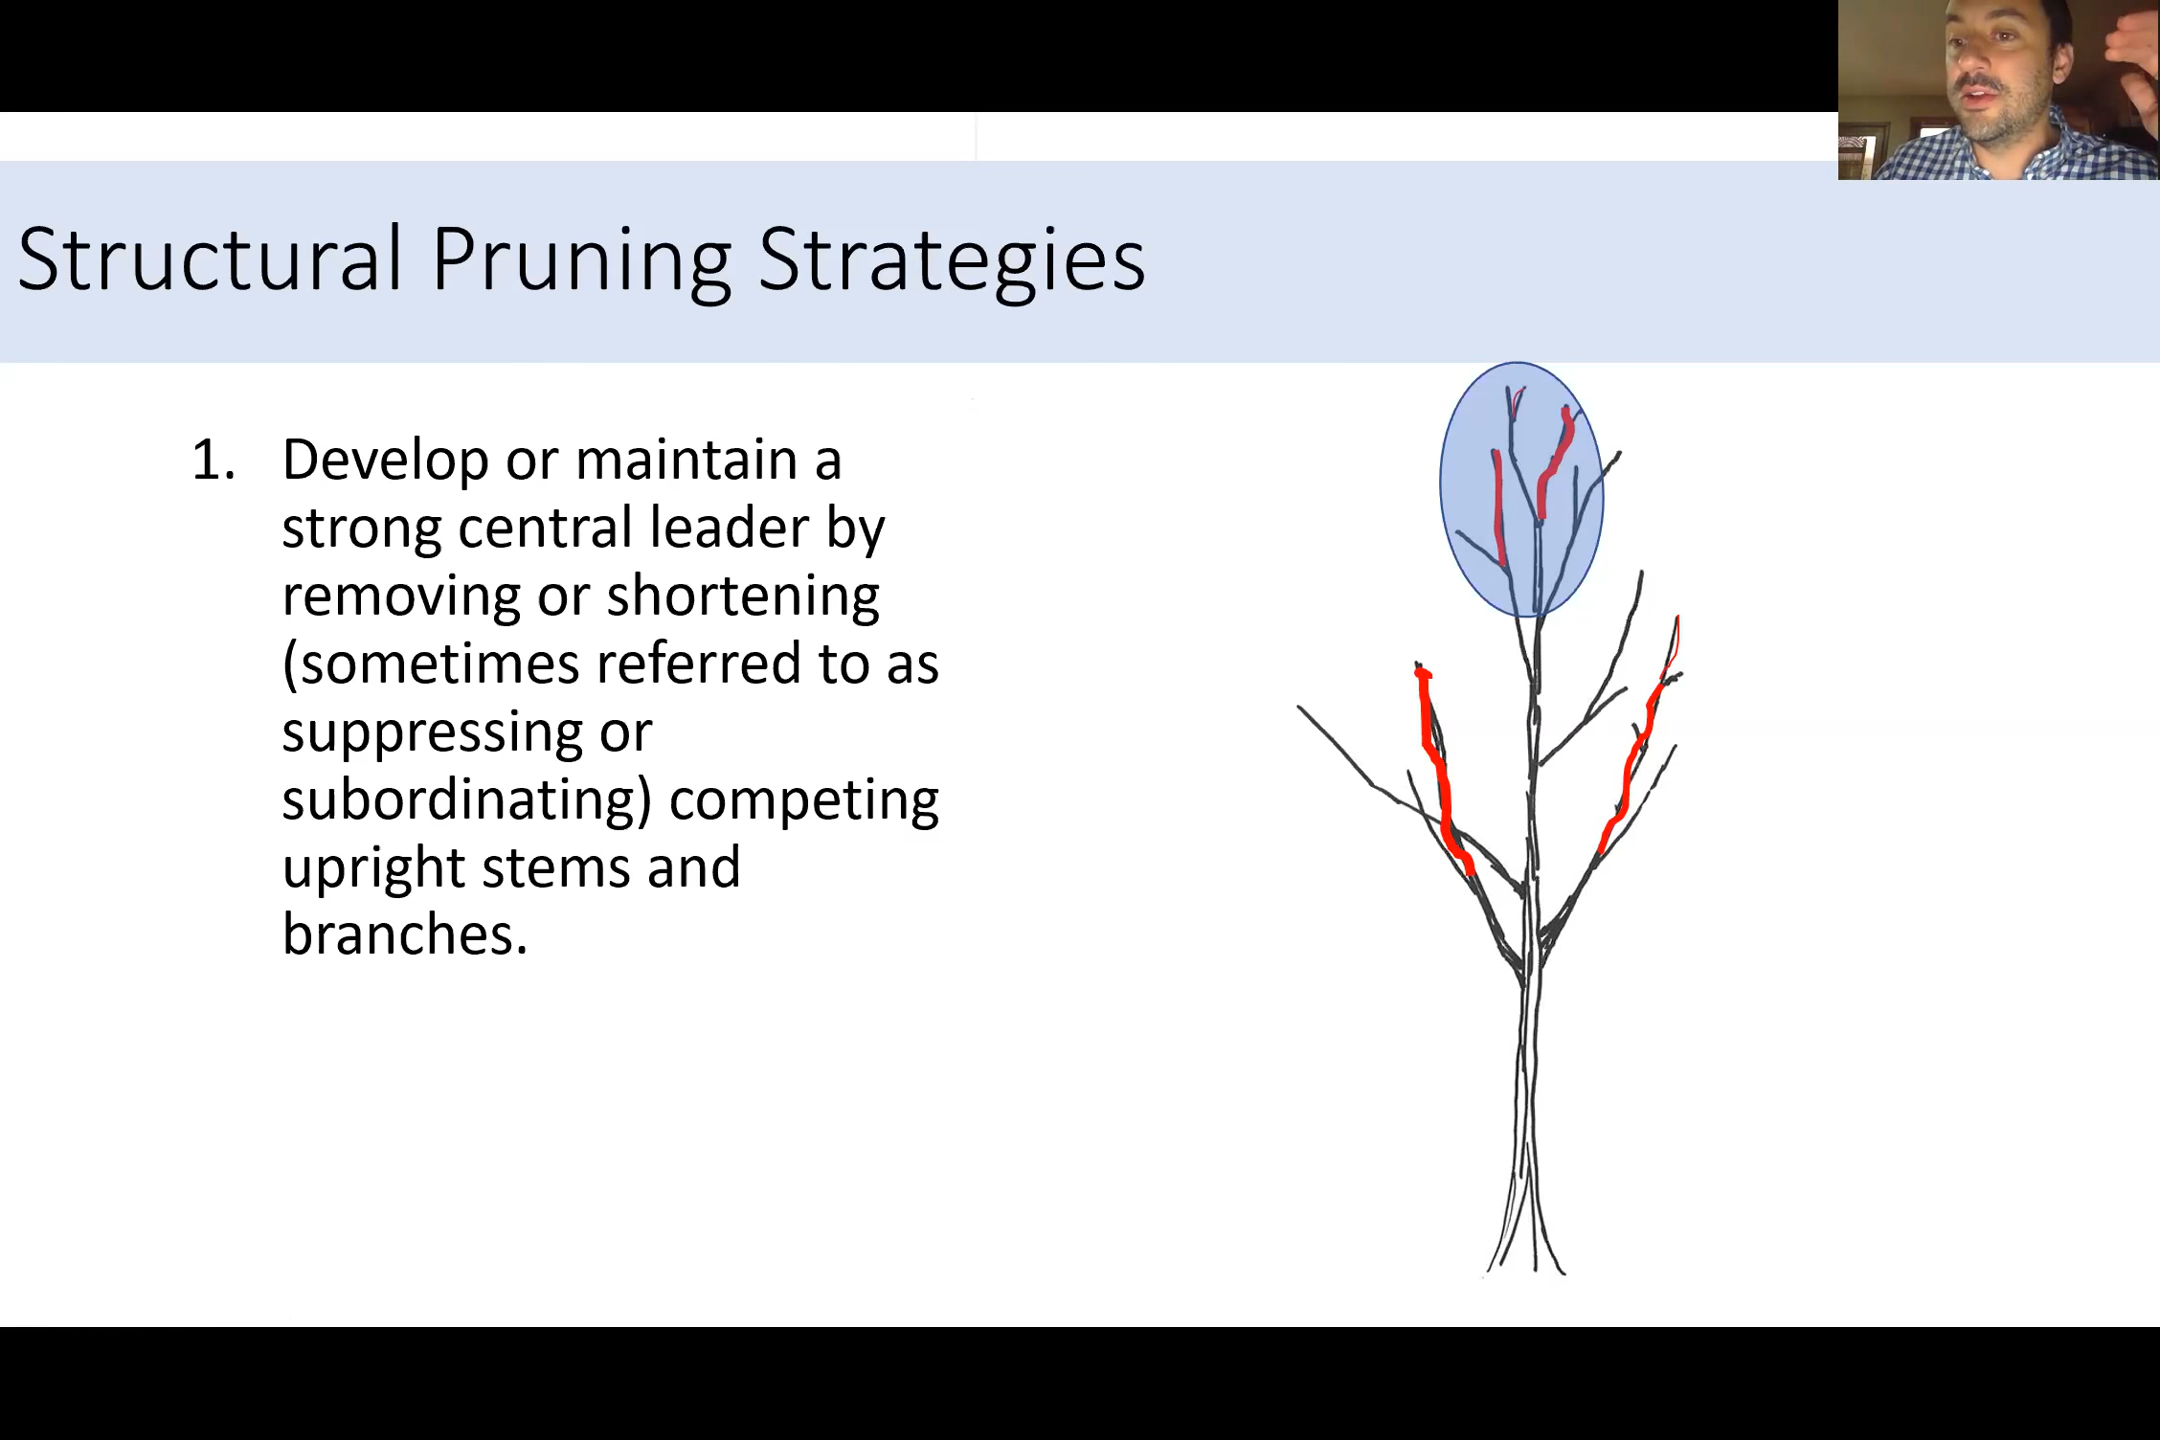 Structural Pruning Strategies
1. Develop or maintain a
strong central leader by
removing or shortening
(sometimes referred to as
suppressing or
subordinating) competing
upright stems and
branches.